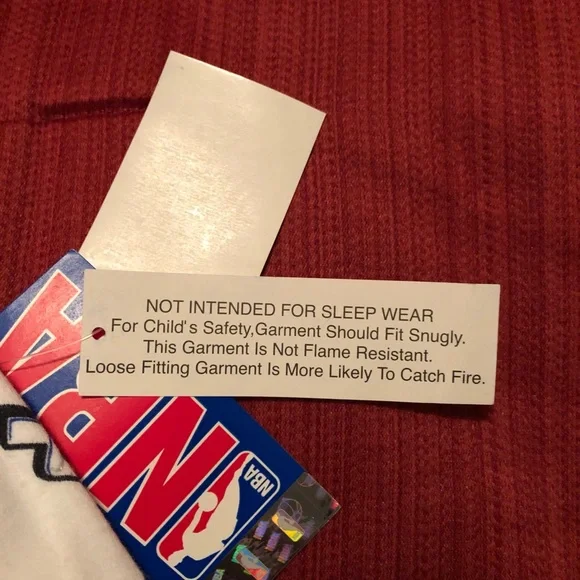 NOT INTENDED FOR SLEEP WEAR
For Child's Safety,Garment Should Fit Snugly.
This Garment Is Not Flame Resistant.
Loose Fitting Garment Is More Likely To Catch Fire.
NBA
NBA